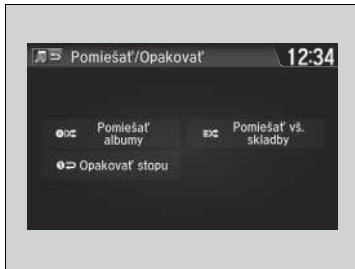 Pomiešať/Opakovať 12:34
Pomiešať
albumy
Pomiešať vš.
skladby
Opakovať stopu